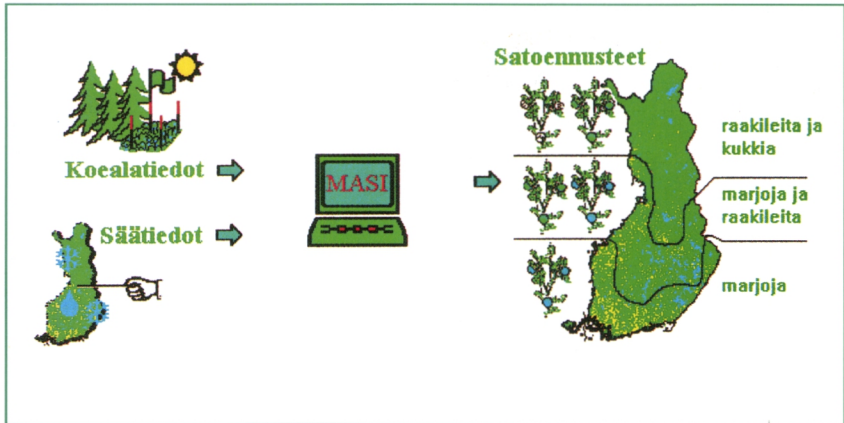 Koealatiedot
Säätiedot
MASI
Satoennusteet
raakileita ja
kukkia
marjoja ja
raakileita
marjoja